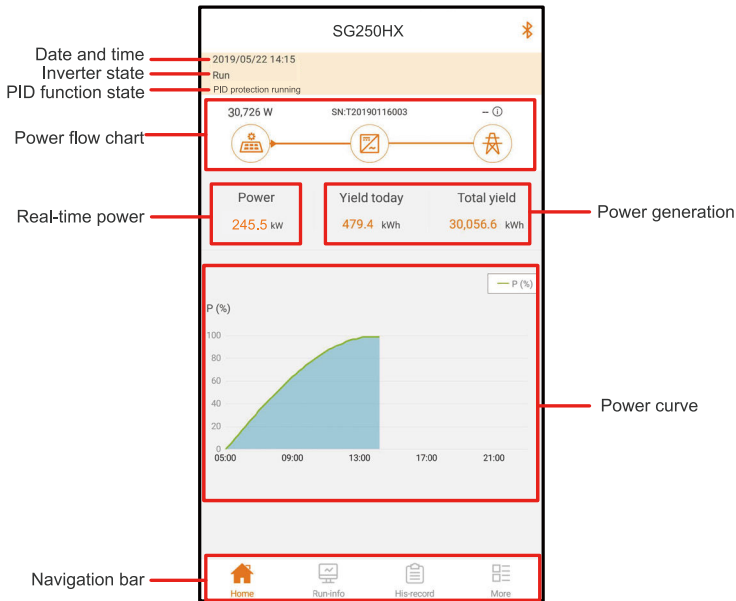 SG250HX
Date and time
2019/05/22 14:15
Inverter state
Run
PID function state
PID protection running
30,726 W
SN:T20190116003
–
Power flow chart
Power
Yield today
Total yield
Real-time power
245.5 kW
479.4 kWh
30,056.6 kWh
Power generation
P (%)
P (%)
100
80
60
40
20
0
05:00 09:00 13:00 17:00 21:00
Power curve
Navigation bar
Home Run-info His-record More